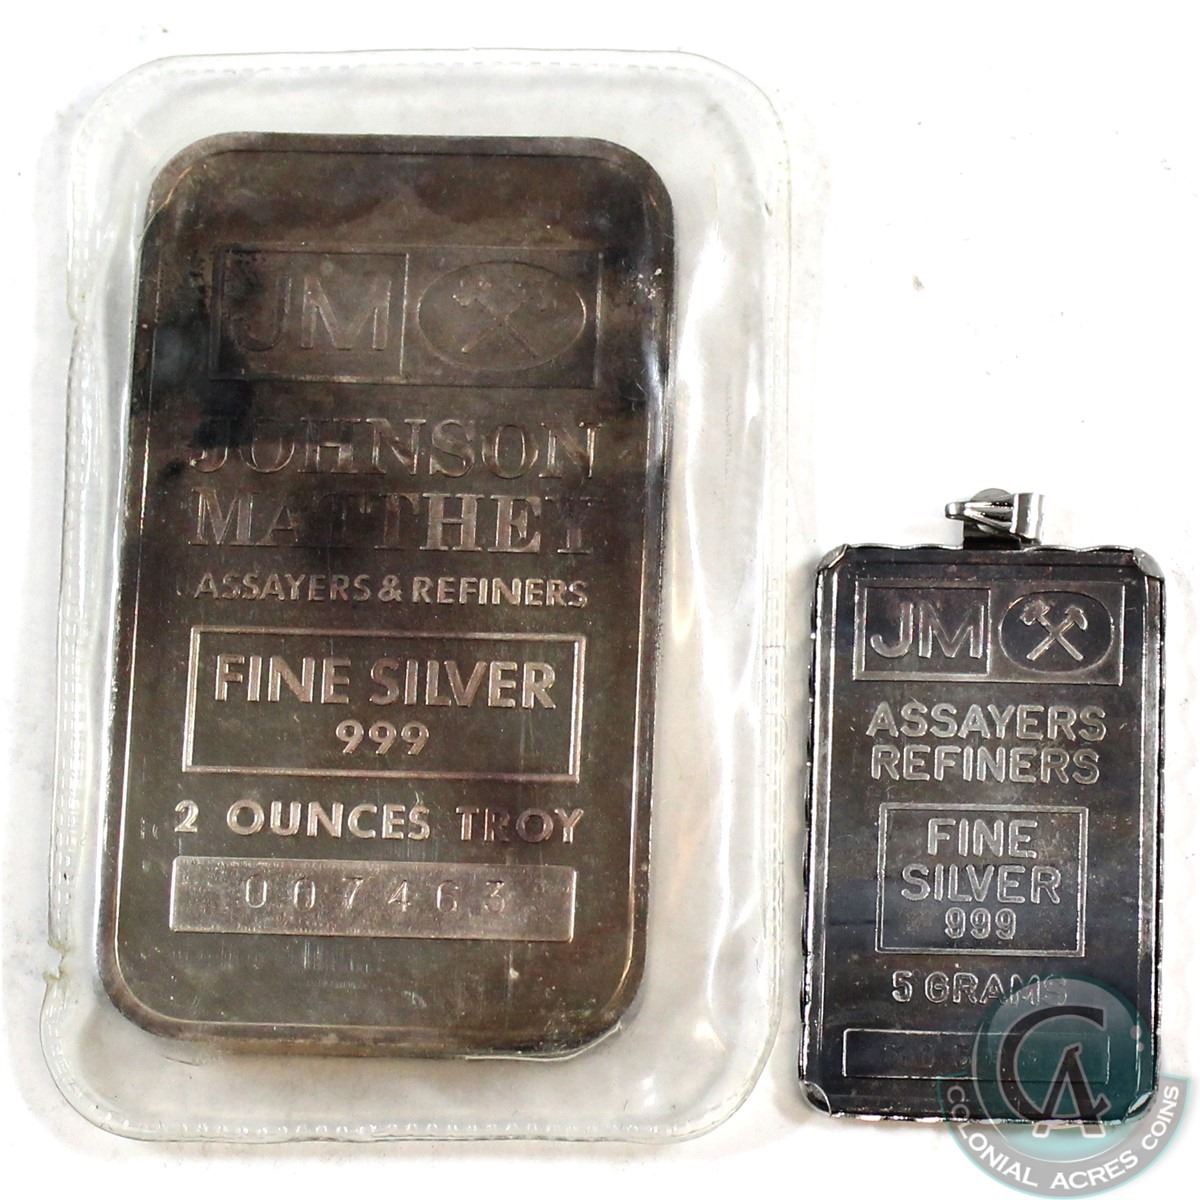 JM
JOHNSON
MATTHEY
ASSAYERS & REFINERS
FINE SILVER
999
2 OUNCES TROY
007463
JM
ASSAYERS
REFINERS
FINE
SILVER
999
5 GRAMS
CA
COLONIAL ACRES COINS